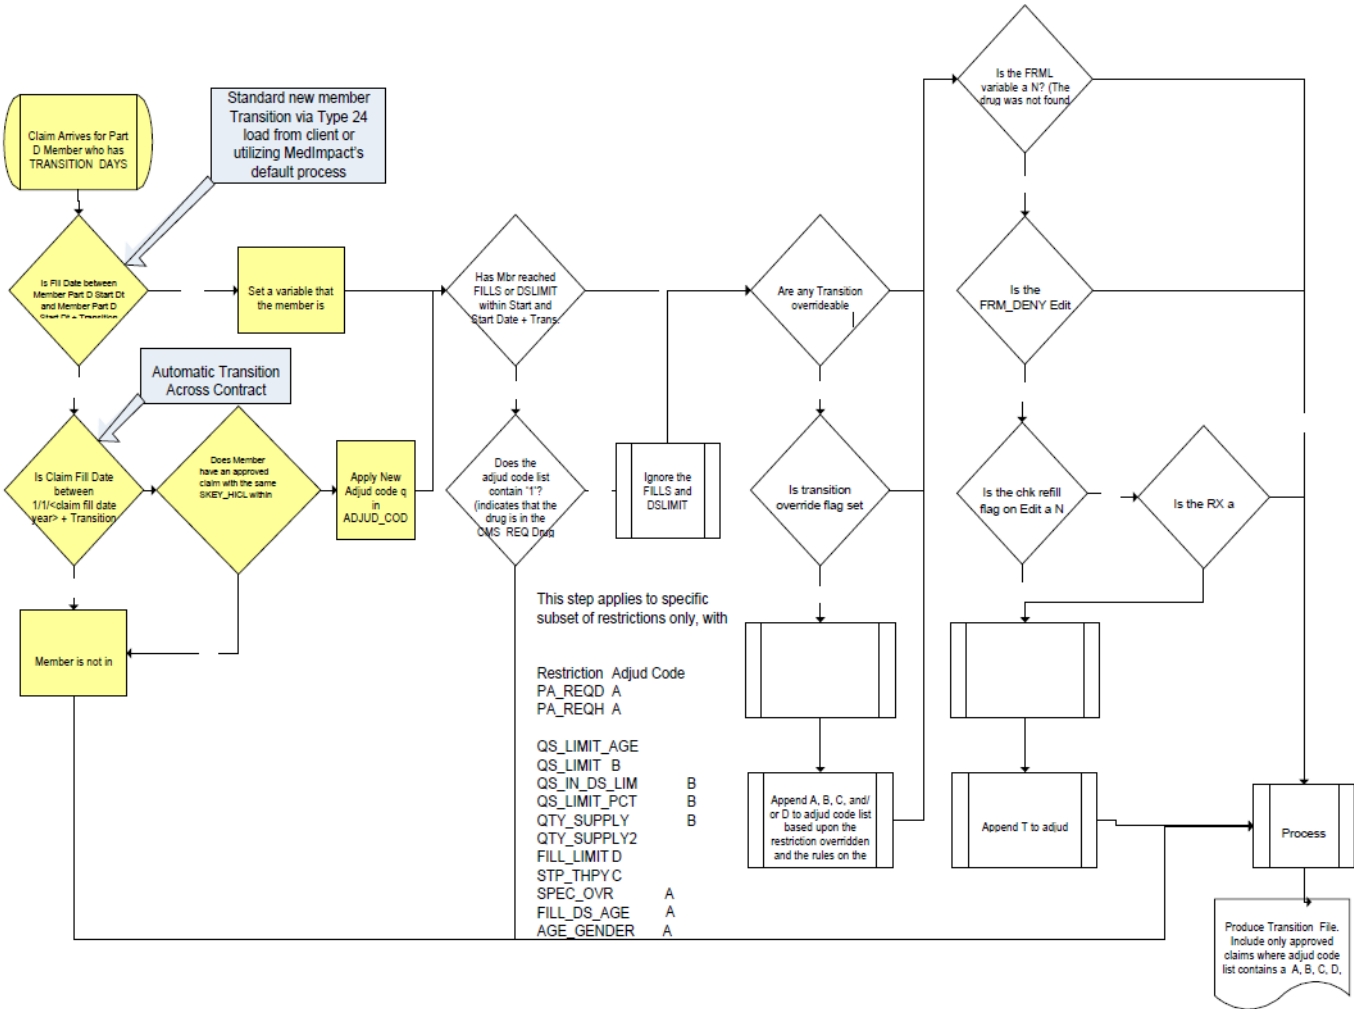 Standard new member
Transition via Type 24
load from client or
utilizing MedImpact's
default process
Claim Arrives for Part
D Member who has
TRANSITION DAYS
Is Fill Date between
Member Part D Start Dt
and Member Part D
Start Dt + Transition
Set a variable that
the member is
Automatic Transition
Across Contract
Is Claim Fill Date
between
1/1/<claim fill date
year> + Transition
Does Member
have an approved
claim with the same
SKEY_HICL within
Apply New
Adjud code q
in
ADJUD_COD
Member is not in
Has Mbr reached
FILLS or DSLIMIT
within Start and
Start Date + Trans.
Does the
adjud code list
contain '1'?
(indicates that the
drug is in the
CMS_REQ Drug
Ignore the
FILLS and
DSLIMIT
This step applies to specific
subset of restrictions only, with
Restriction Adjud Code
PA_REQD A
PA_REQH A
QS_LIMIT_AGE
QS_LIMIT B
QS_IN_DS_LIM B
QS_LIMIT_PCT B
QTY_SUPPLY B
QTY_SUPPLY2
FILL_LIMIT D
STP_THPY C
SPEC_OVR A
FILL_DS_AGE A
AGE_GENDER A
Are any Transition
overrideable
Is transition
override flag set
Append A, B, C, and/
or D to adjud code list
based upon the
restriction overridden
and the rules on the
Is the FRML
variable a N? (The
drug was not found
Is the
FRM_DENY Edit
Is the chk refill
flag on Edit a N
Is the RX a
Append T to adjud
Process
Produce Transition File.
Include only approved
claims where adjud code
list contains a A, B, C, D,